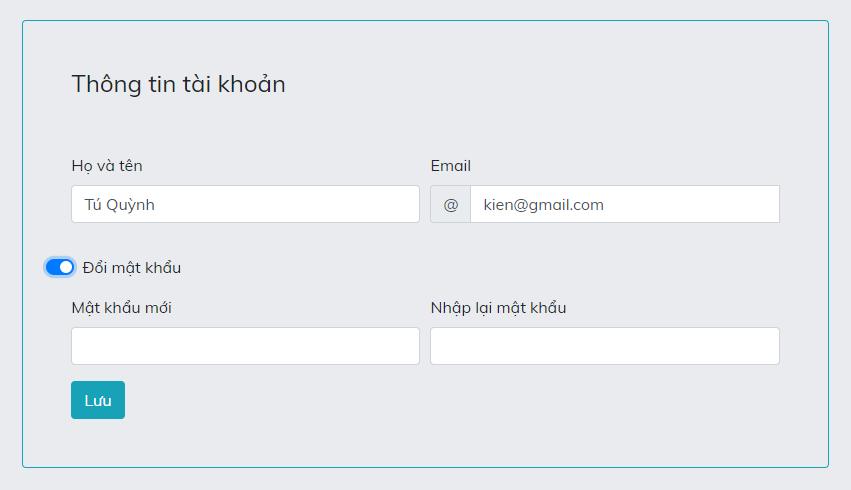 Thông tin tài khoản
Họ và tên
Email
Tú Quỳnh
@
kien@gmail.com
Đổi mật khẩu
Mật khẩu mới
Nhập lại mật khẩu
Lưu